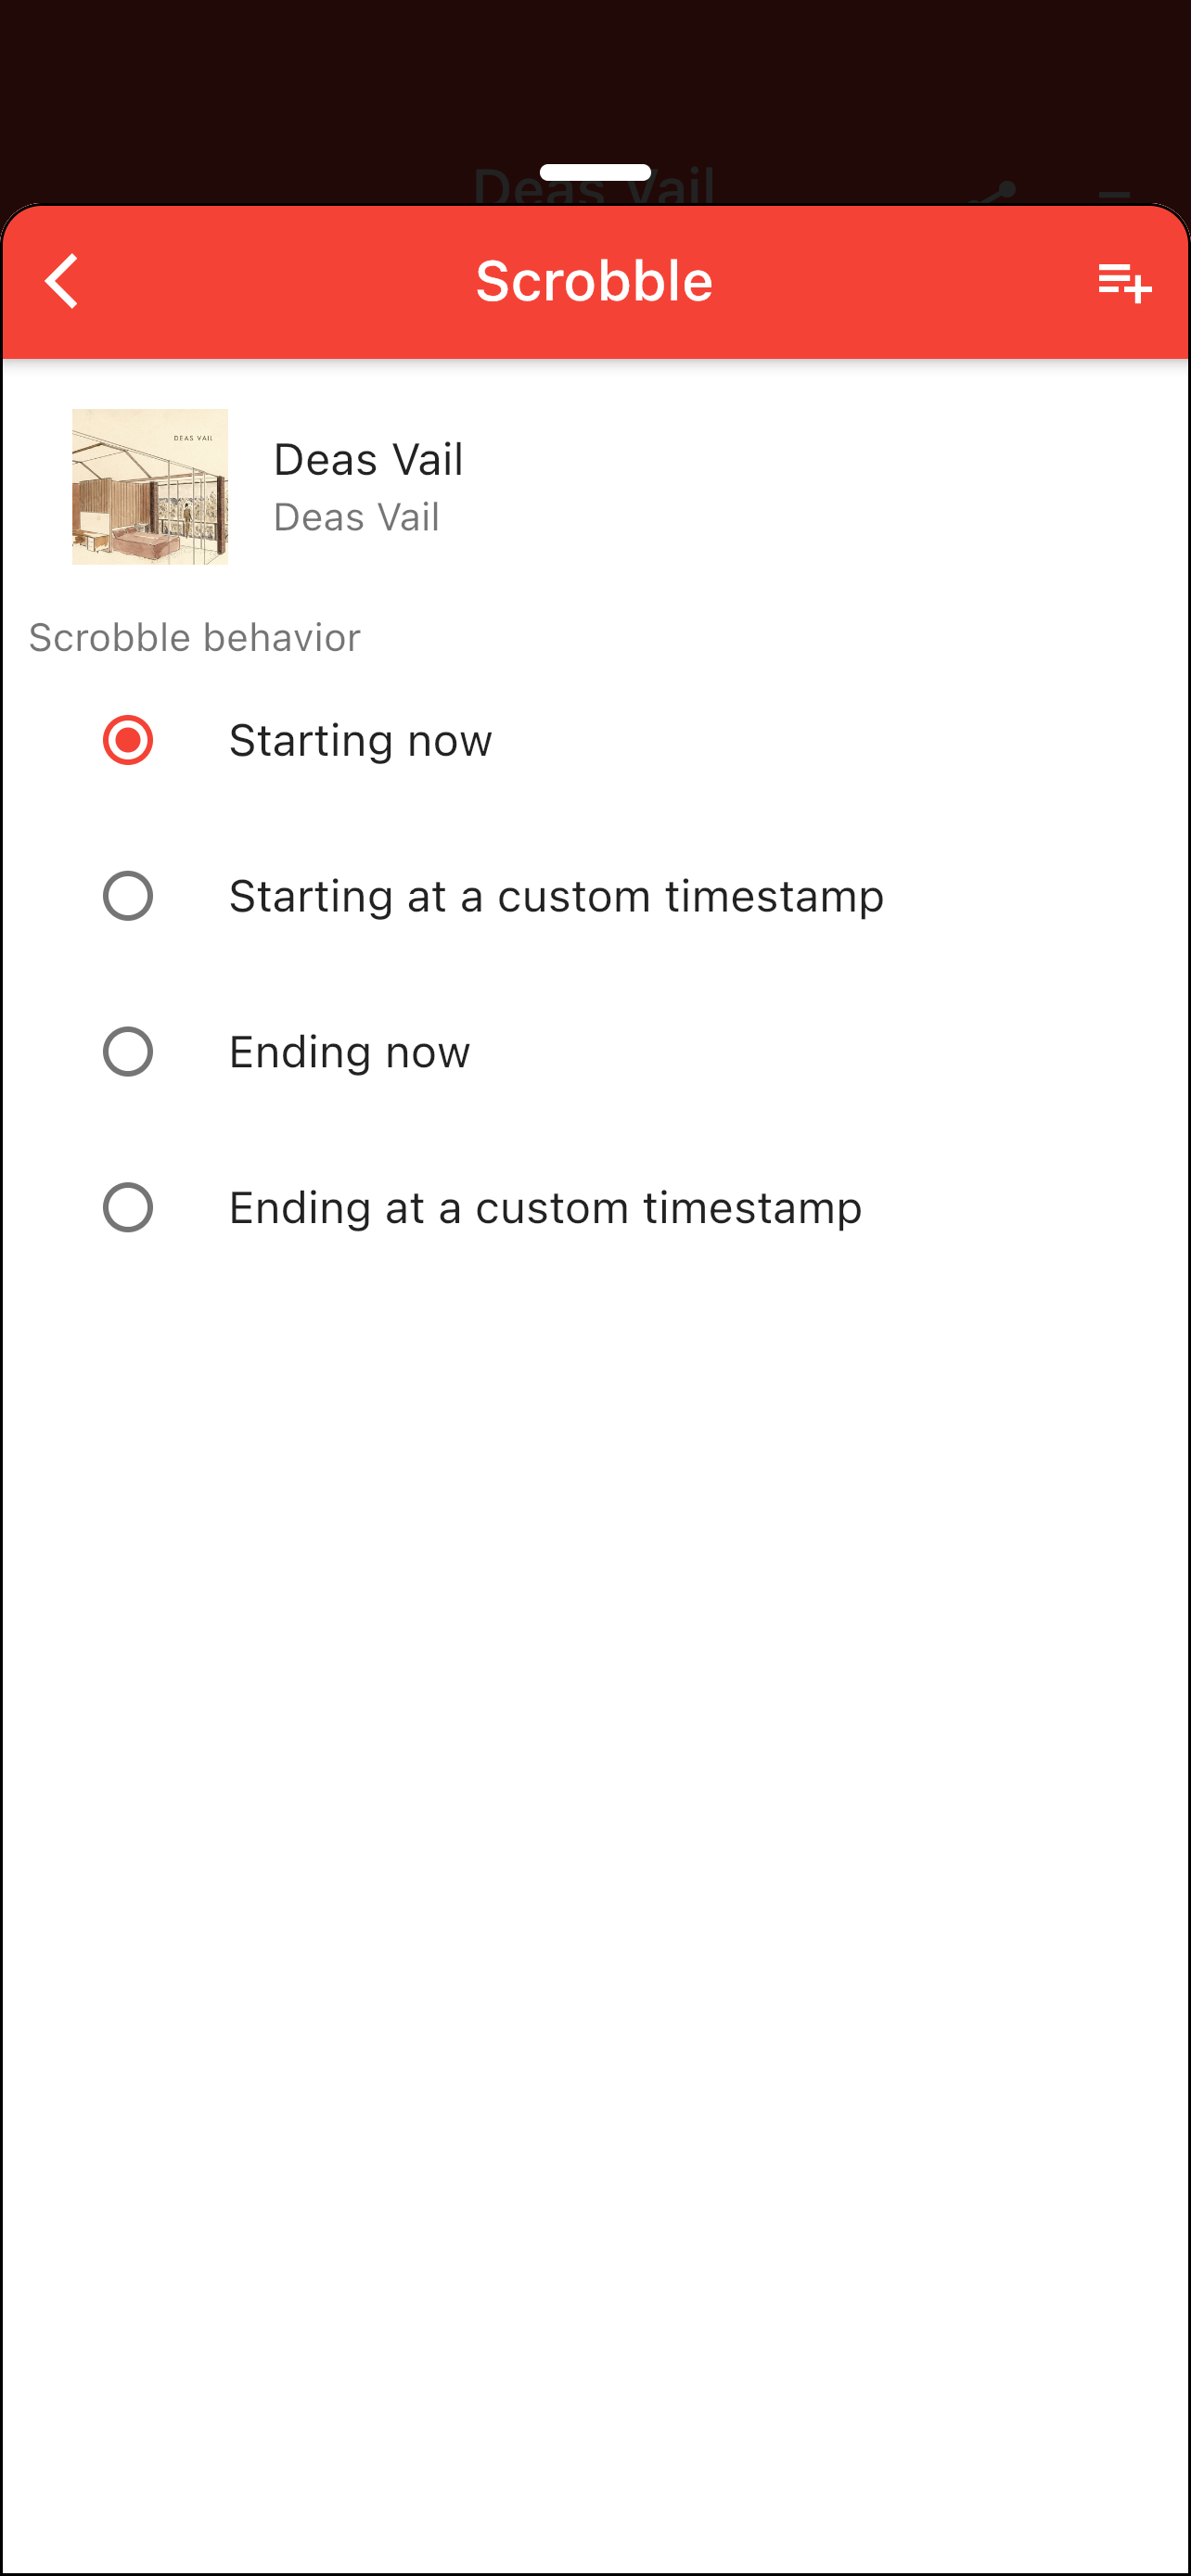 Deas Vail
Scrobble
DEAS VAIL
Deas Vail
Deas Vail
Scrobble behavior
Starting now
Starting at a custom timestamp
Ending now
Ending at a custom timestamp